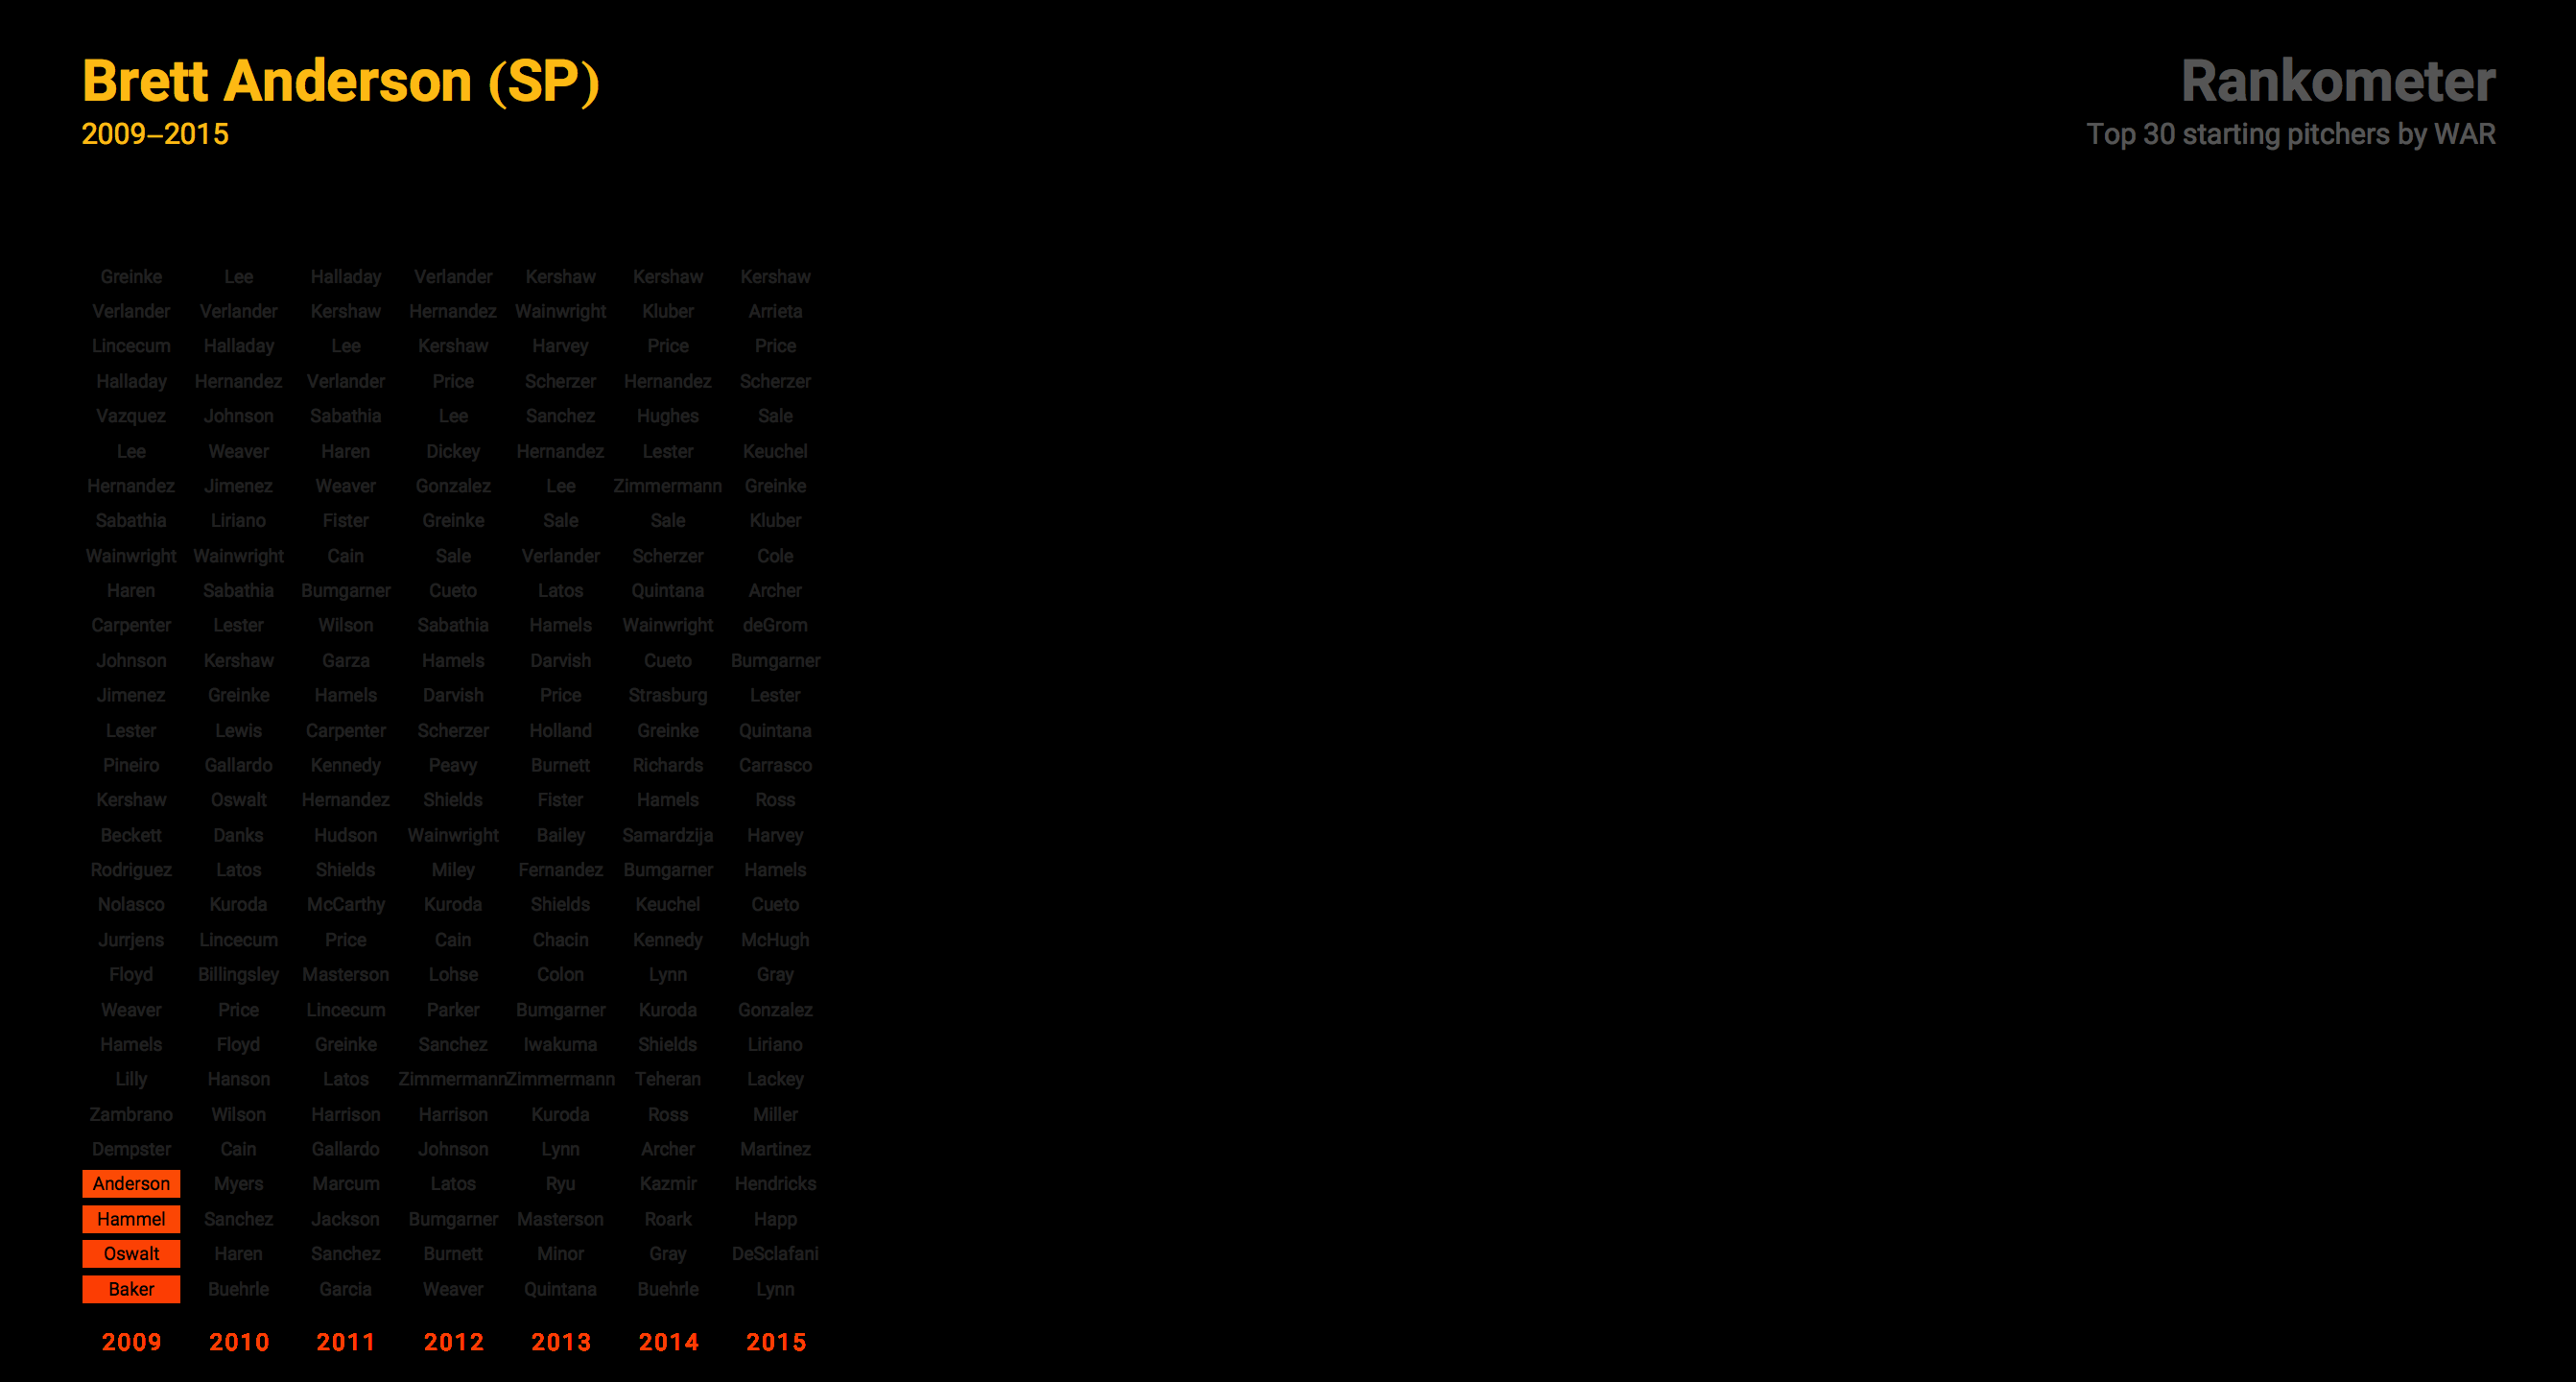 Brett Anderson (SP)
2009–2015
Rankometer
Top 30 starting pitchers by WAR
Greinke Lee Halladay Verlander Kershaw Kershaw Kershaw
Verlander Verlander Kershaw Hernandez Wainwright Kluber Arrieta
Lincecum Halladay Lee Kershaw Harvey Price Price
Halladay Hernandez Verlander Price Scherzer Hernandez Scherzer
Vazquez Johnson Sabathia Lee Sanchez Hughes Sale
Lee Weaver Haren Dickey Hernandez Lester Keuchel
Hernandez Jimenez Weaver Gonzalez Lee Zimmermann Greinke
Sabathia Liriano Fister Greinke Sale Sale Kluber
Wainwright Wainwright Cain Sale Verlander Scherzer Cole
Haren Sabathia Bumgarner Cueto Latos Quintana Archer
Carpenter Lester Wilson Sabathia Hamels Wainwright deGrom
Johnson Kershaw Garza Hamels Darvish Cueto Bumgarner
Jimenez Greinke Hamels Darvish Price Strasburg Lester
Lester Lewis Carpenter Scherzer Holland Greinke Quintana
Pineiro Gallardo Kennedy Peavy Burnett Richards Carrasco
Kershaw Oswalt Hernandez Shields Fister Hamels Ross
Beckett Danks Hudson Wainwright Bailey Samardzija Harvey
Rodriguez Latos Shields Miley Fernandez Bumgarner Hamels
Nolasco Kuroda McCarthy Kuroda Shields Keuchel Cueto
Jurrjens Lincecum Price Cain Chacin Kennedy McHugh
Floyd Billingsley Masterson Lohse Colon Lynn Gray
Weaver Price Lincecum Parker Bumgarner Kuroda Gonzalez
Hamels Floyd Greinke Sanchez Iwakuma Shields Liriano
Lilly Hanson Latos Zimmermann Zimmermann Teheran Lackey
Zambrano Wilson Harrison Harrison Kuroda Ross Miller
Dempster Cain Gallardo Johnson Lynn Archer Martinez
Anderson Myers Marcum Latos Ryu Kazmir Hendricks
Hammel Sanchez Jackson Bumgarner Masterson Roark Happ
Oswalt Haren Sanchez Burnett Minor Gray DeSclafani
Baker Buehrle Garcia Weaver Quintana Buehrle Lynn
2009 2010 2011 2012 2013 2014 2015